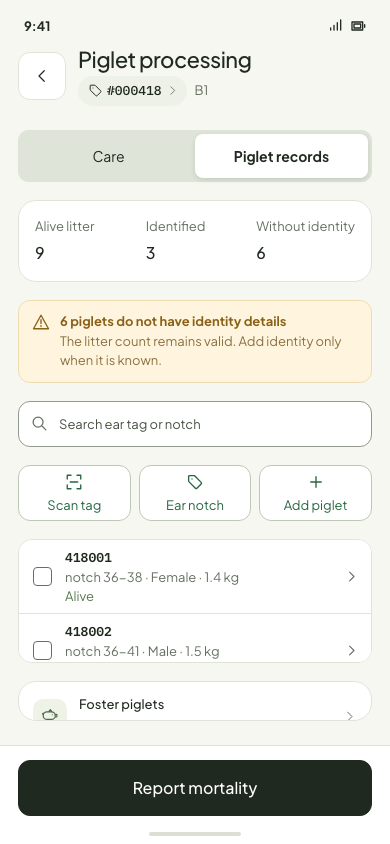 9:41
Piglet processing
#000418
B1
Care
Piglet records
Alive litter
Identified
Without identity
9
3
6
6 piglets do not have identity details
The litter count remains valid. Add identity only
when it is known.
Search ear tag or notch
Scan tag
Ear notch
Add piglet
418001
notch 36–38 · Female · 1.4 kg
Alive
418002
notch 36–41 · Male · 1.5 kg
Foster piglets
Report mortality